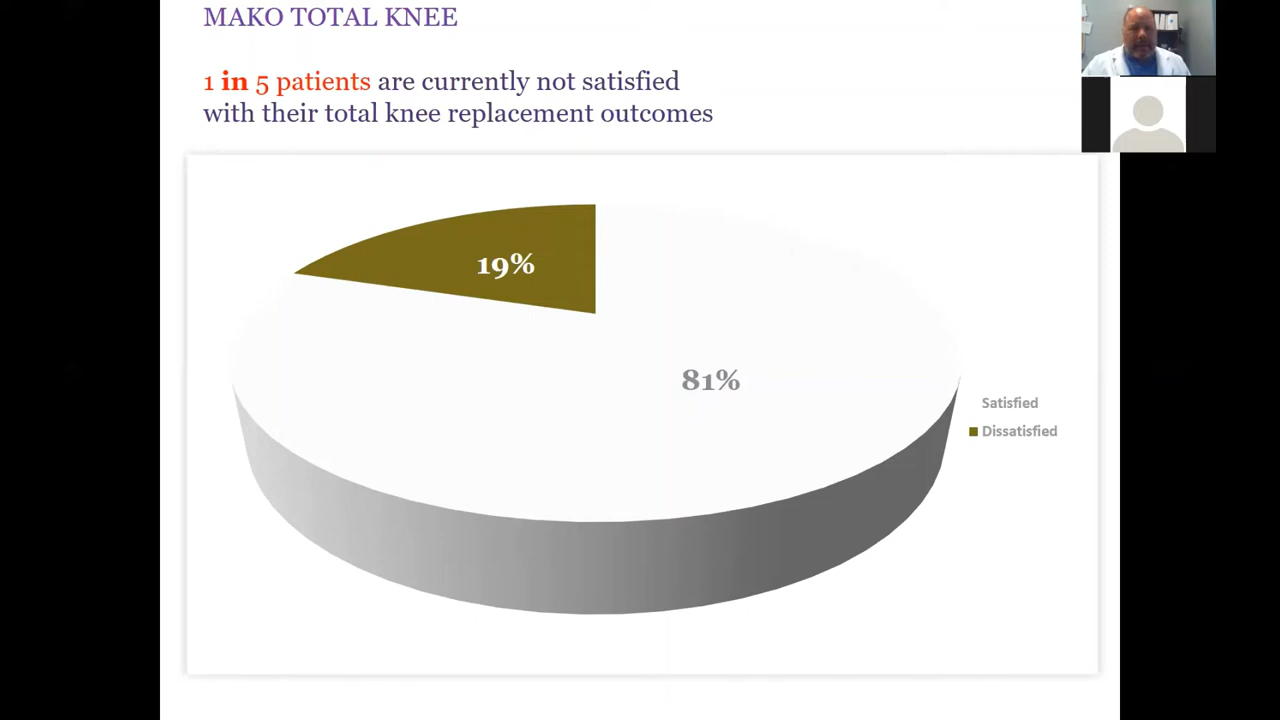 MAKO TOTAL KNEE
1 in 5 patients are currently not satisfied
with their total knee replacement outcomes
19%
81%
Satisfied
Dissatisfied